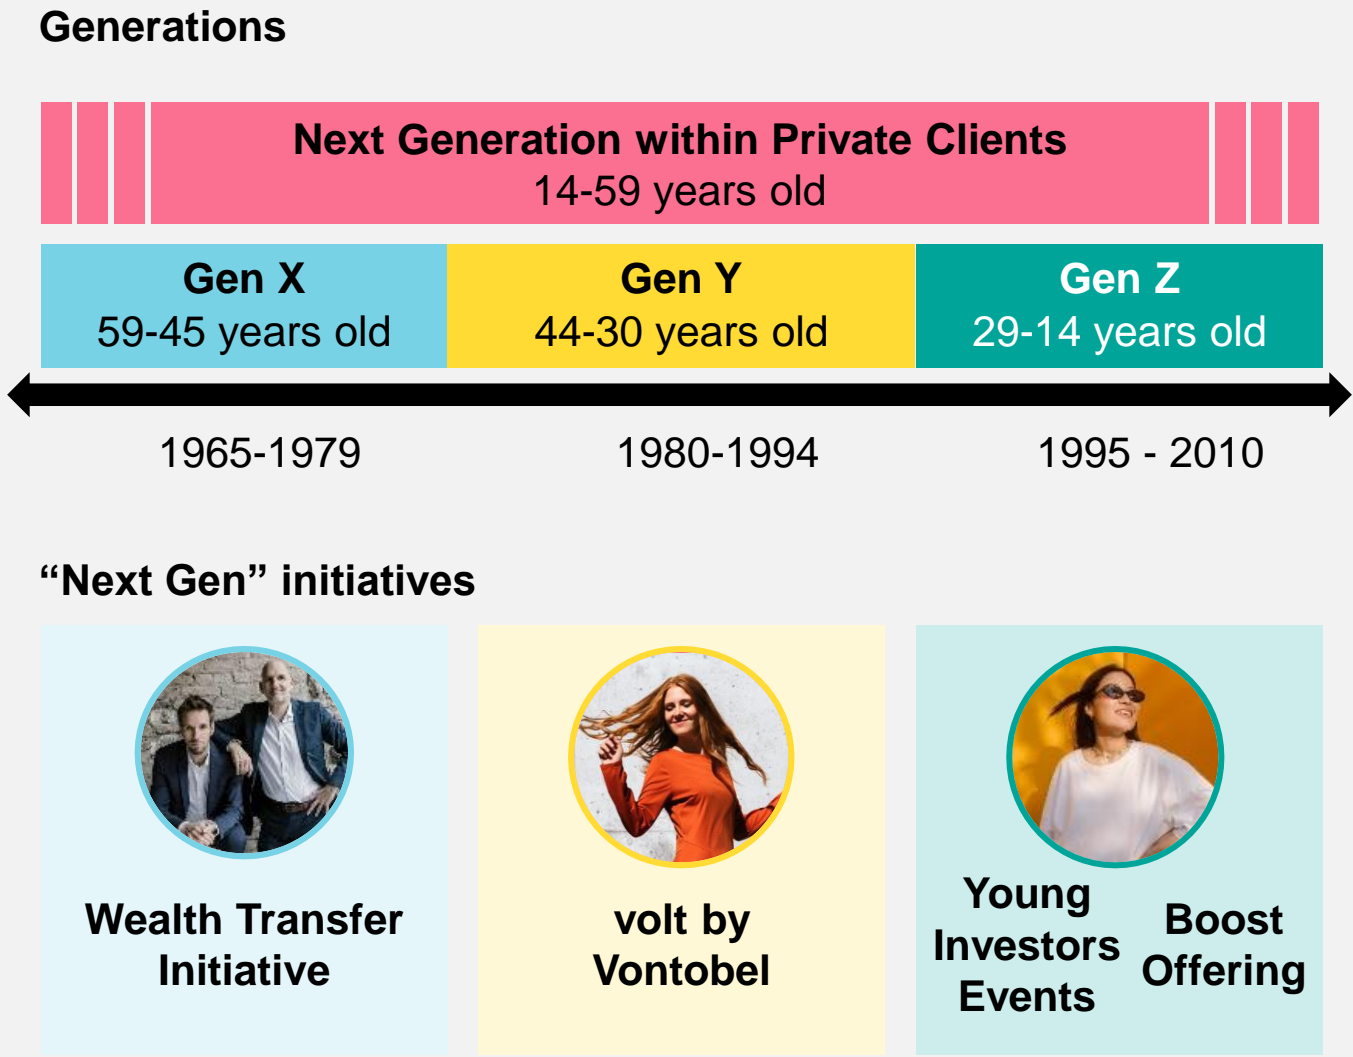 Generations
Next Generation within Private Clients
14-59 years old
Gen X
59-45 years old
Gen Y
44-30 years old
Gen Z
29-14 years old
1965-1979
1980-1994
1995 - 2010
“Next Gen” initiatives
Wealth Transfer
Initiative
volt by
Vontobel
Young
Investors
Events
Boost
Offering